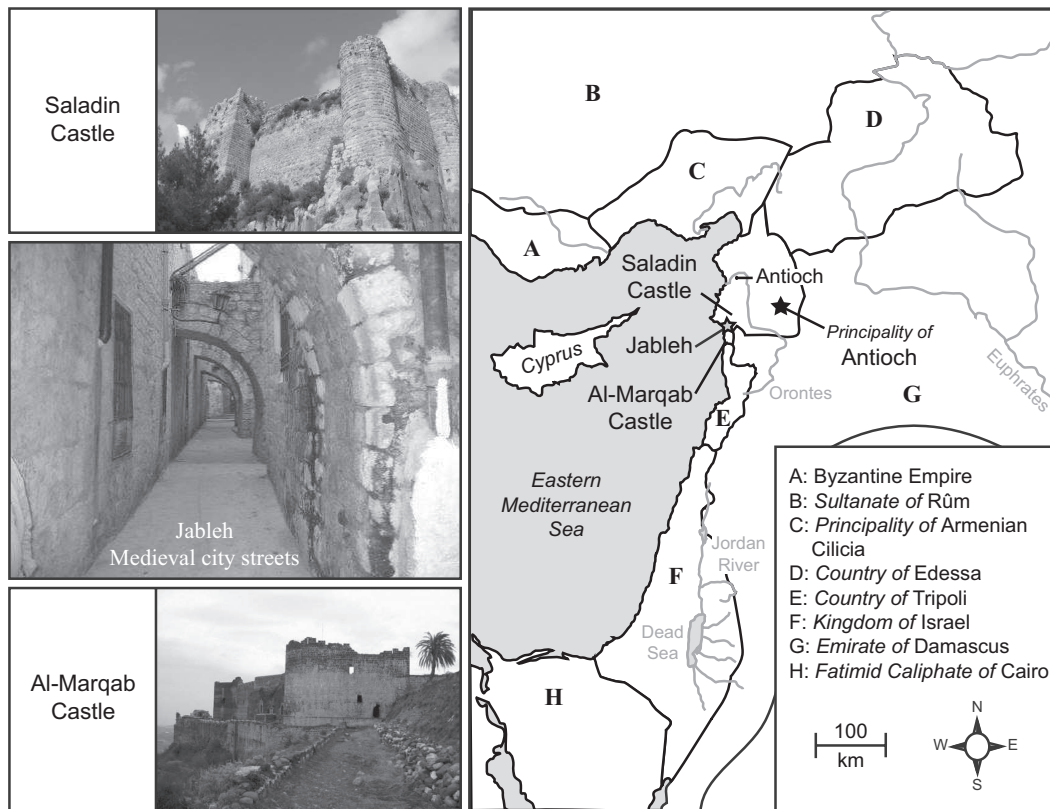 Saladin
Castle
Jableh
Medieval city streets
Al-Marqab
Castle
B
D
C
A
Saladin
Castle
Antioch
Cyprus
Jableh
Principality of
Antioch
Al-Marqab
Castle
Orontes
Euphrates
G
E
Eastern
Mediterranean
Sea
Jordan
River
F
Dead
Sea
H
A: Byzantine Empire
B: Sultanate of Rûm
C: Principality of Armenian
Cilicia
D: Country of Edessa
E: Country of Tripoli
F: Kingdom of Israel
G: Emirate of Damascus
H: Fatimid Caliphate of Cairo
100
km
N
W
E
S